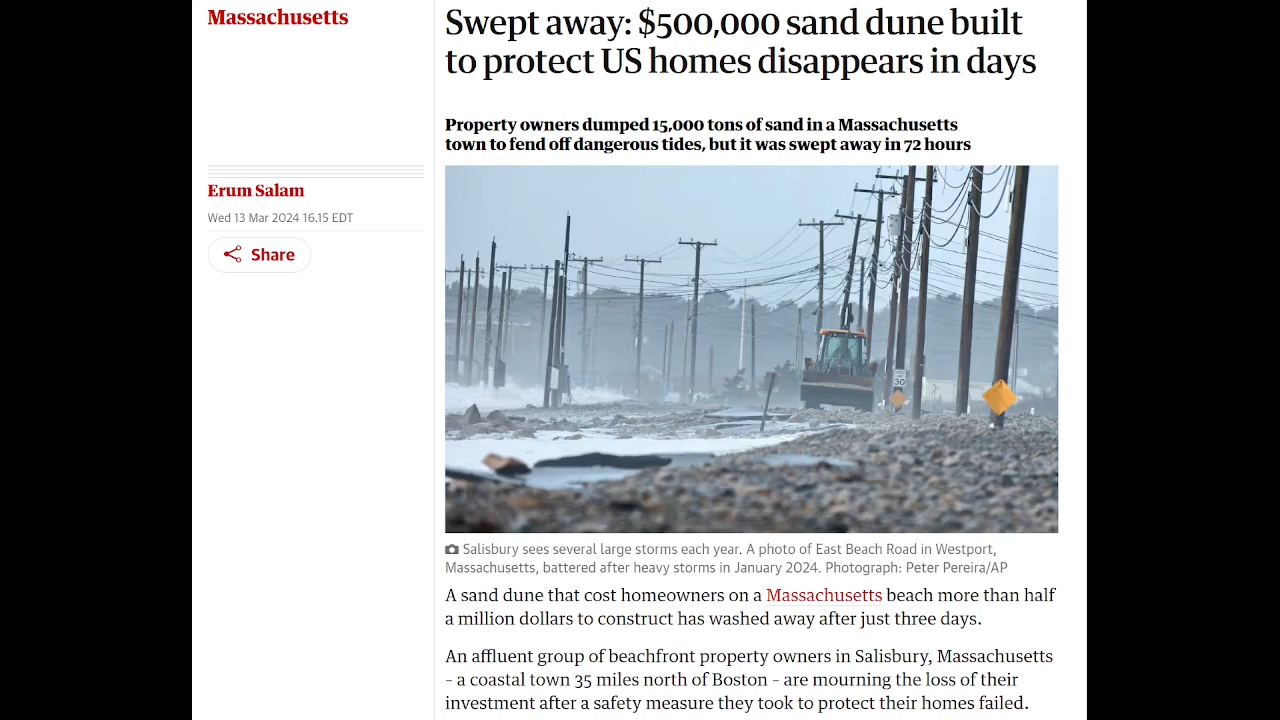 Massachusetts
Swept away: $500,000 sand dune built
to protect US homes disappears in days
Property owners dumped 15,000 tons of sand in a Massachusetts
town to fend off dangerous tides, but it was swept away in 72 hours
Erum Salam
Wed 13 Mar 2024 16.15 EDT
Share
30
Salisbury sees several large storms each year. A photo of East Beach Road in Westport,
Massachusetts, battered after heavy storms in January 2024. Photograph: Peter Pereira/AP
A sand dune that cost homeowners on a Massachusetts beach more than half
a million dollars to construct has washed away after just three days.
An affluent group of beachfront property owners in Salisbury, Massachusetts
– a coastal town 35 miles north of Boston – are mourning the loss of their
investment after a safety measure they took to protect their homes failed.